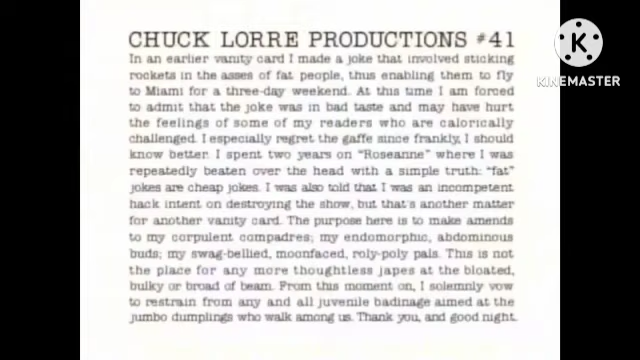 CHUCK LORRE PRODUCTIONS #41
In an earlier vanity card I made a joke that involved sticking
rockets in the asses of fat people, thus enabling them to fly
to Miami for a three-day weekend. At this time I am forced
to admit that the joke was in bad taste and may have hurt
the feelings of some of my readers who are calorically
challenged. I especially regret the gaffe since frankly, I should
know better. I spent two years on "Roseanne" where I was
repeatedly beaten over the head with a simple truth: "fat"
jokes are cheap jokes. I was also told that I was an incompetent
hack intent on destroying the show, but that's another matter
for another vanity card. The purpose here is to make amends
to my corpulent compadres; my endomorphic, abdominous
buds; my swag-bellied, moonfaced, roly-poly pals. This is not
the place for any more thoughtless japes at the bloated,
bulky or broad of beam. From this moment on, I solemnly vow
to restrain from any and all juvenile badinage aimed at the
jumbo dumplings who walk among us. Thank you, and good night.
KINEMASTER